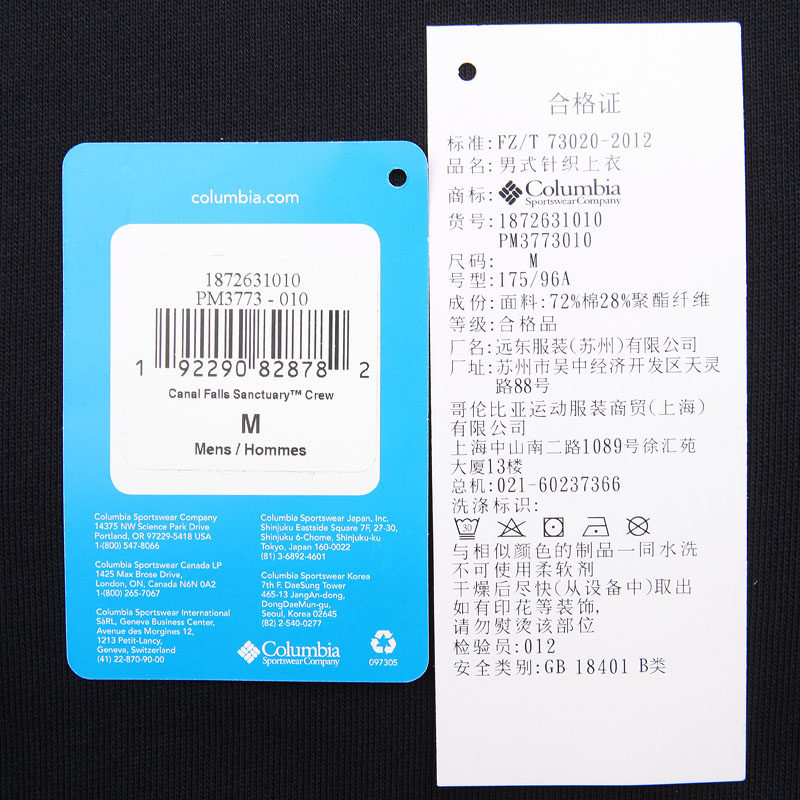 columbia.com
1872631010
PM3773 - 010
1 92290 82878 2
Canal Falls Sanctuary™ Crew
M
Mens / Hommes
Columbia Sportswear Company
14375 NW Science Park Drive
Portland, OR 97229-5418 USA
1-(800) 547-8066
Columbia Sportswear Canada LP
1425 Max Brose Drive,
London, ON, Canada N6N 0A2
1-(800) 265-7067
Columbia Sportswear International
SàRL, Geneva Business Center,
Avenue des Morgines 12,
1213 Petit-Lancy,
Geneva, Switzerland
(41) 22-870-90-00
Columbia Sportswear Japan, Inc.
Shinjuku Eastside Square 7F, 27-30,
Shinjuku 6-Chome, Shinjuku-ku
Tokyo, Japan 160-0022
(81) 3-6892-4601
Columbia Sportswear Korea
7th F. DaeSung Tower
465-13 JangAn-dong,
DongDaeMun-gu,
Seoul, Korea 02645
(82) 2-540-0277
Columbia
Sportswear Company
097305
合格证
标准:FZ/T 73020-2012
品名:男式针织上衣
商标:Columbia
Sportswear Company
货号:1872631010
PM3773010
尺码: M
号型:175/96A
成份:面料:72%棉28%聚酯纤维
等级:合格品
厂名:远东服装(苏州)有限公司
厂址:苏州市吴中经济开发区天灵
路88号
哥伦比亚运动服装商贸(上海)
有限公司
上海中山南二路1089号徐汇苑
大厦13楼
总机:021-60237366
洗涤标识:
30
与相似颜色的制品一同水洗
不可使用柔软剂
干燥后尽快(从设备中)取出
如有印花等装饰,
请勿熨烫该部位
检验员:012
安全类别:GB 18401 B类